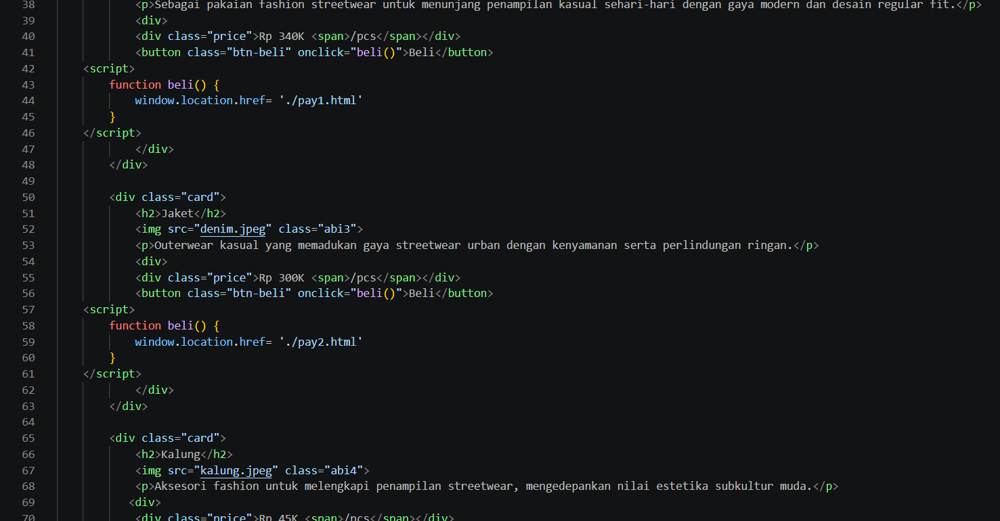 38 <p>Sebagai pakaian fashion streetwear untuk menunjang penampilan kasual sehari-hari dengan gaya modern dan desain regular fit.</p>
39 <div>
40 <div class="price">Rp 340K <span>/pcs</span></div>
41 <button class="btn-beli" onclick="beli()">Beli</button>
42 <script>
43 function beli() {
44 window.location.href= './pay1.html'
45 }
46 </script>
47 </div>
48 </div>
49
50 <div class="card">
51 <h2>Jaket</h2>
52 <img src="denim.jpeg" class="abi3">
53 <p>Outerwear kasual yang memadukan gaya streetwear urban dengan kenyamanan serta perlindungan ringan.</p>
54 <div>
55 <div class="price">Rp 300K <span>/pcs</span></div>
56 <button class="btn-beli" onclick="beli()">Beli</button>
57 <script>
58 function beli() {
59 window.location.href= './pay2.html'
60 }
61 </script>
62 </div>
63 </div>
64
65 <div class="card">
66 <h2>Kalung</h2>
67 <img src="kalung.jpeg" class="abi4">
68 <p>Aksesori fashion untuk melengkapi penampilan streetwear, mengedepankan nilai estetika subkultur muda.</p>
69 <div>
70 <div class="price">Rp 45K <span>/pcs</span></div>